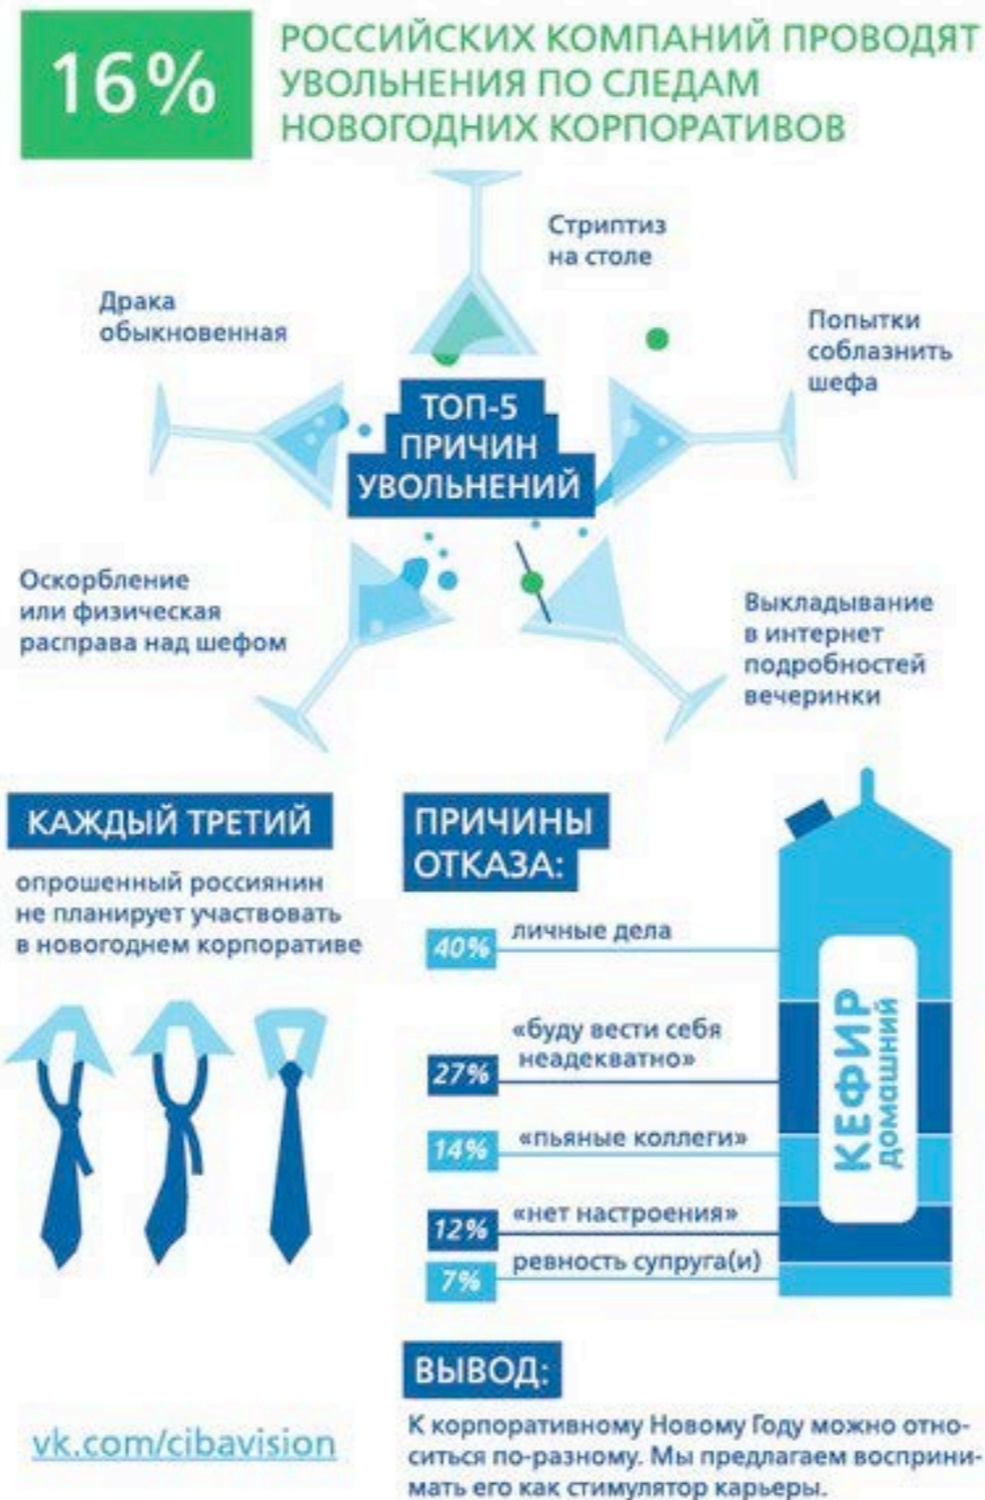 16%
РОССИЙСКИХ КОМПАНИЙ ПРОВОДЯТ
УВОЛЬНЕНИЯ ПО СЛЕДАМ
НОВОГОДНИХ КОРПОРАТИВОВ
Стриптиз
на столе
Драка
обыкновенная
Попытки
соблазнить
шефа
ТОП-5
ПРИЧИН
УВОЛЬНЕНИЙ
Оскорбление
или физическая
расправа над шефом
Выкладывание
в интернет
подробностей
вечеринки
КАЖДЫЙ ТРЕТИЙ
опрошенный россиянин
не планирует участвовать
в новогоднем корпоративе
ПРИЧИНЫ
ОТКАЗА:
40% личные дела
«буду вести себя
27% неадекватно»
14% «пьяные коллеги»
12% «нет настроения»
7% ревность супруга(и)
КЕФИР
домашний
ВЫВОД:
К корпоративному Новому Году можно отно-
ситься по-разному. Мы предлагаем восприни-
мать его как стимулятор карьеры.
vk.com/cibavision